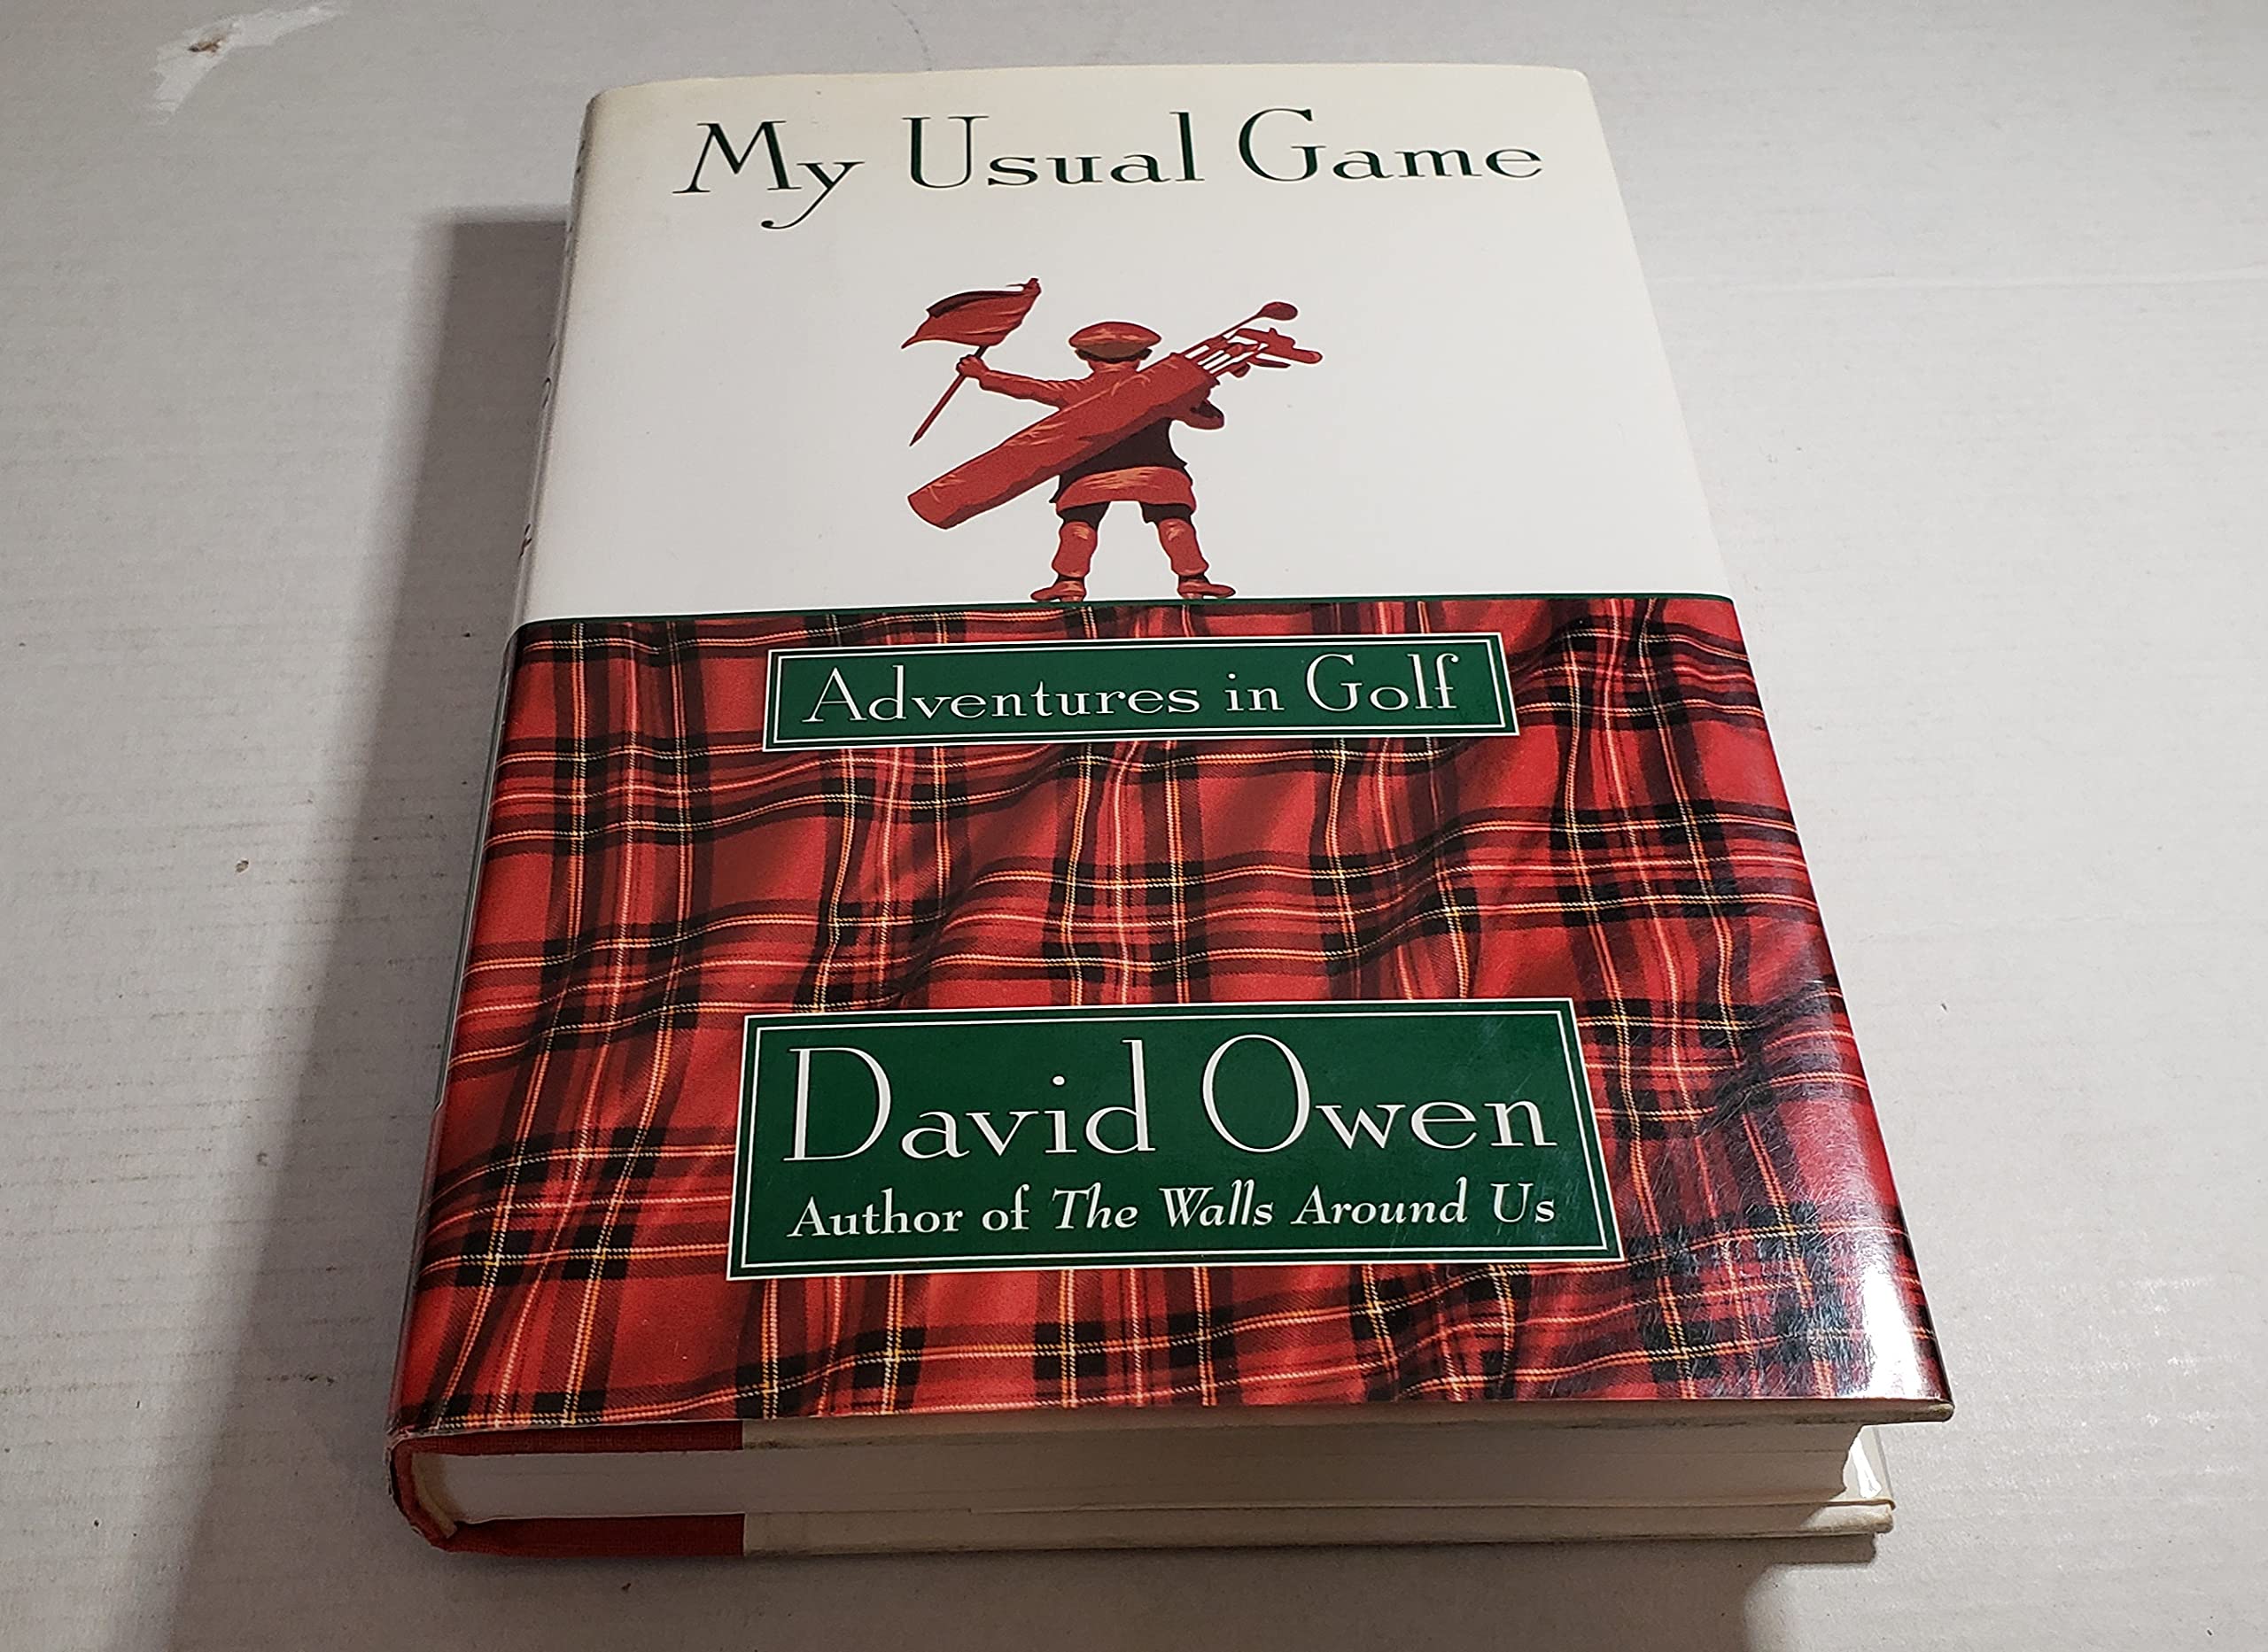 My Usual Game
Adventures in Golf
David Owen
Author of The Walls Around Us